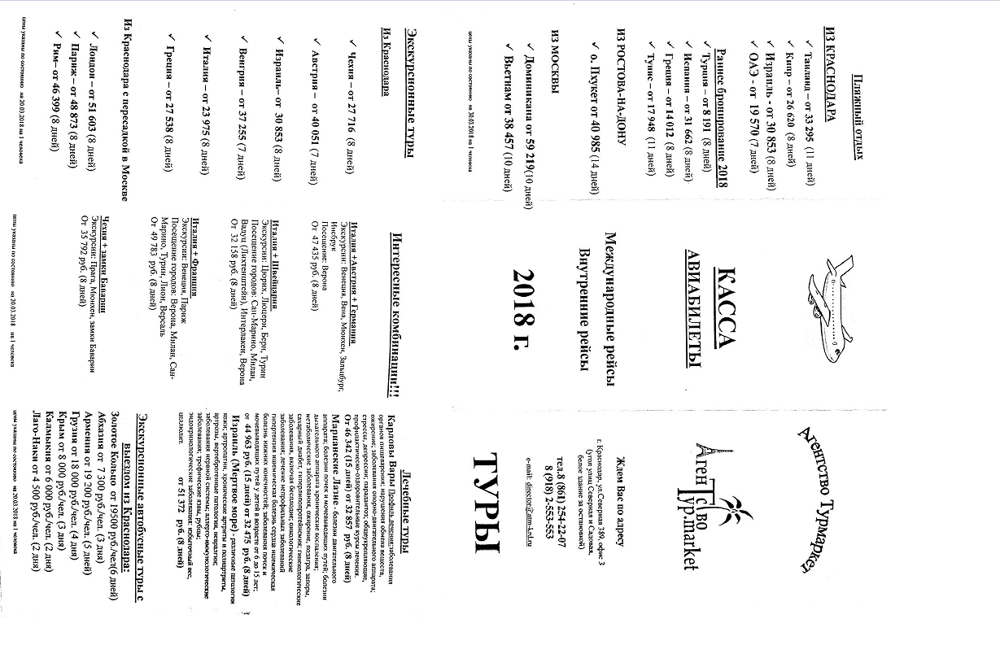 Пляжный отдых
ИЗ КРАСНОДАРА
✓ Таиланд – от 33 295 (11 дней)
✓ Кипр – от 26 620 (8 дней)
✓ Израиль - от 30 853 (8 дней)
✓ ОАЭ - от 19 570 (7 дней)
Раннее бронирование 2018
✓ Турция – от 8 191 (8 дней)
✓ Испания – от 31 662 (8 дней)
✓ Греция – от 14 012 (8 дней)
✓ Тунис – от 17 948 (11 дней)
ИЗ РОСТОВА-НА-ДОНУ
✓ о. Пхукет от 40 985 (14 дней)
ИЗ МОСКВЫ
✓ Доминикана от 59 219(10 дней)
✓ Вьетнам от 38 457 (10 дней)
цены указаны по состоянию на 30.03.2018 на 1 человека
КАССА
АВИАБИЛЕТЫ
Международные рейсы
Внутренние рейсы
2018 г.
Агентство Турмаркет
Агентство
Тур.market
Ждем Вас по адресу
г. Краснодар, ул.Северная 389, офис 3
(угол улиц Северная и Садовая,
белое здание за остановкой)
тел.8 (861) 254-22-07
8 (918) 2-553-553
e-mail: director@atm-krd.ru
ТУРЫ
Экскурсионные туры
Из Краснодара
✓ Чехия – от 27 716 (8 дней)
✓ Австрия – от 40 051 (7 дней)
✓ Израиль– от 30 853 (8 дней)
✓ Венгрия – от 37 255 (7 дней)
✓ Италия – от 23 975 (8 дней)
✓ Греция – от 27 538 (8 дней)
Из Краснодара с пересадкой в Москве
✓ Лондон – от 51 603 (8 дней)
✓ Париж – от 48 873 (8 дней)
✓ Рим– от 46 399 (8 дней)
цены указаны по состоянию на 20.03.2018 на 1 человека
Интересные комбинации!!!
Италия +Австрия + Германия
Экскурсии: Венеция, Вена, Мюнхен, Зальцбург,
Инсбрук
Посещение: Верона
От 47 435 руб. (8 дней)
Италия + Швейцария
Экскурсии: Цюрих, Люцерн, Берн, Турин
Посещение городов: Сан-Марино, Милан,
Вадуц (Лихтенштейн), Интерлакен, Верона
От 32 158 руб. (8 дней)
Италия + Франция
Экскурсии: Венеция, Париж
Посещение городов: Верона, Милан, Сан-
Марино, Турин, Лион, Версаль
От 49 783 руб. (8 дней)
Чехия + замки Баварии
Экскурсии: Прага, Мюнхен, замки Баварии
От 35 792 руб. (8 дней)
цены указаны по состоянию на 20.03.2018 на 1 человека
Лечебные туры
Карловы Вары Профиль лечения:заболевания
органов пищеварения; нарушения обмена веществ,
ожирение; заболевания опорно-двигательного аппарата;
стрессы, депрессии; парадонтоз; общеукрепляющие,
профилактическо-оздоровительные курсы лечения.
От 46 342 (15 дней) от 32 857 руб. (8 дней)
Марианские Лазне - болезни двигательного
аппарата; болезни почек и мочевыводящих путей; болезни
дыхательного аппарата хронические воспаления;
метаболические заболевания, ожирение, подагра, запоры,
сахарный диабет, гиперлипопротейнемия; гинекологические
заболевания, включая бесплодие; онкологические
заболевания; лечение непрофильных заболеваний
гипертензия ишемическая болезнь сердца ишемическая
болезнь нижних конечностей; заболевания почек и
мочевыводящих путей у детей в возрасте от 6 до 15 лет;
от 44 963 руб. (15 дней) от 32 475 руб. (8 дней)
Израиль (Мертвое море) - различные патологии
кожи; артропатии, хронические артриты и полиартриты,
артрозы, вертеброгенные патологии, невралгии;
заболевания нервной системы; аллерго-иммунологические
заболевания; трофические язвы, рубцы;
эндокринологические заболевания: избыточный вес,
целлюлит. от 51 372 руб. (8 дней)
Экскурсионные автобусные туры с
выездом из Краснодара:
Золотое Кольцо от 19500 руб./чел(6 дней)
Абхазия от 7 300 руб./чел. (3 дня)
Армения от 19 200 руб./чел. (5 дней)
Грузия от 18 000 руб./чел. (4 дня)
Крым от 8 000 руб./чел. (3 дня)
Калмыкия от 6 000 руб./чел. (2 дня)
Лаго-Наки от 4 500 руб./чел. (2 дня)
цены указаны по состоянию на 20.03.2018 на 1 человека